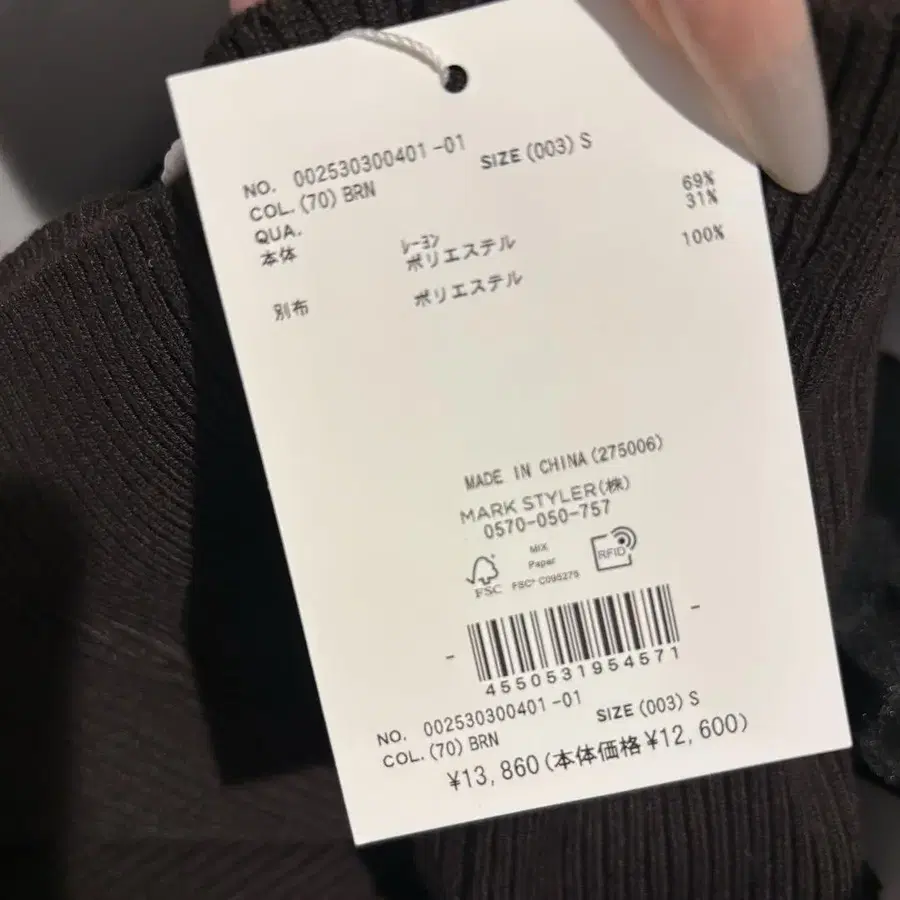 NO. 002530300401-01 SIZE (003) S
COL. (70) BRN
QUA.
本体 ﾚｰﾖﾝ 69%
ポリエステル 31%
別布 ポリエステル 100%
MADE IN CHINA (275006)
MARK STYLER(株)
0570-050-757
FSC
MIX
Paper
FSC® C095275
RFID
4550531954571
NO. 002530300401-01 SIZE (003) S
COL. (70) BRN
¥13,860(本体価格¥12,600)